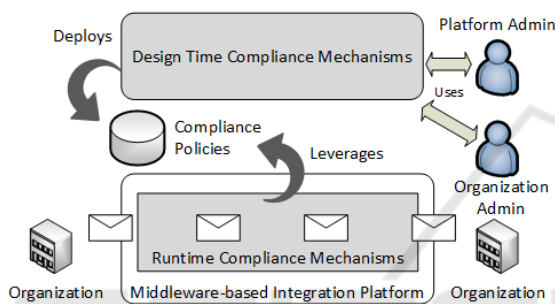 Deploys
Platform Admin
Design Time Compliance Mechanisms
Uses
Compliance
Policies
Leverages
Organization
Admin
Runtime Compliance Mechanisms
Organization
Middleware-based Integration Platform
Organization